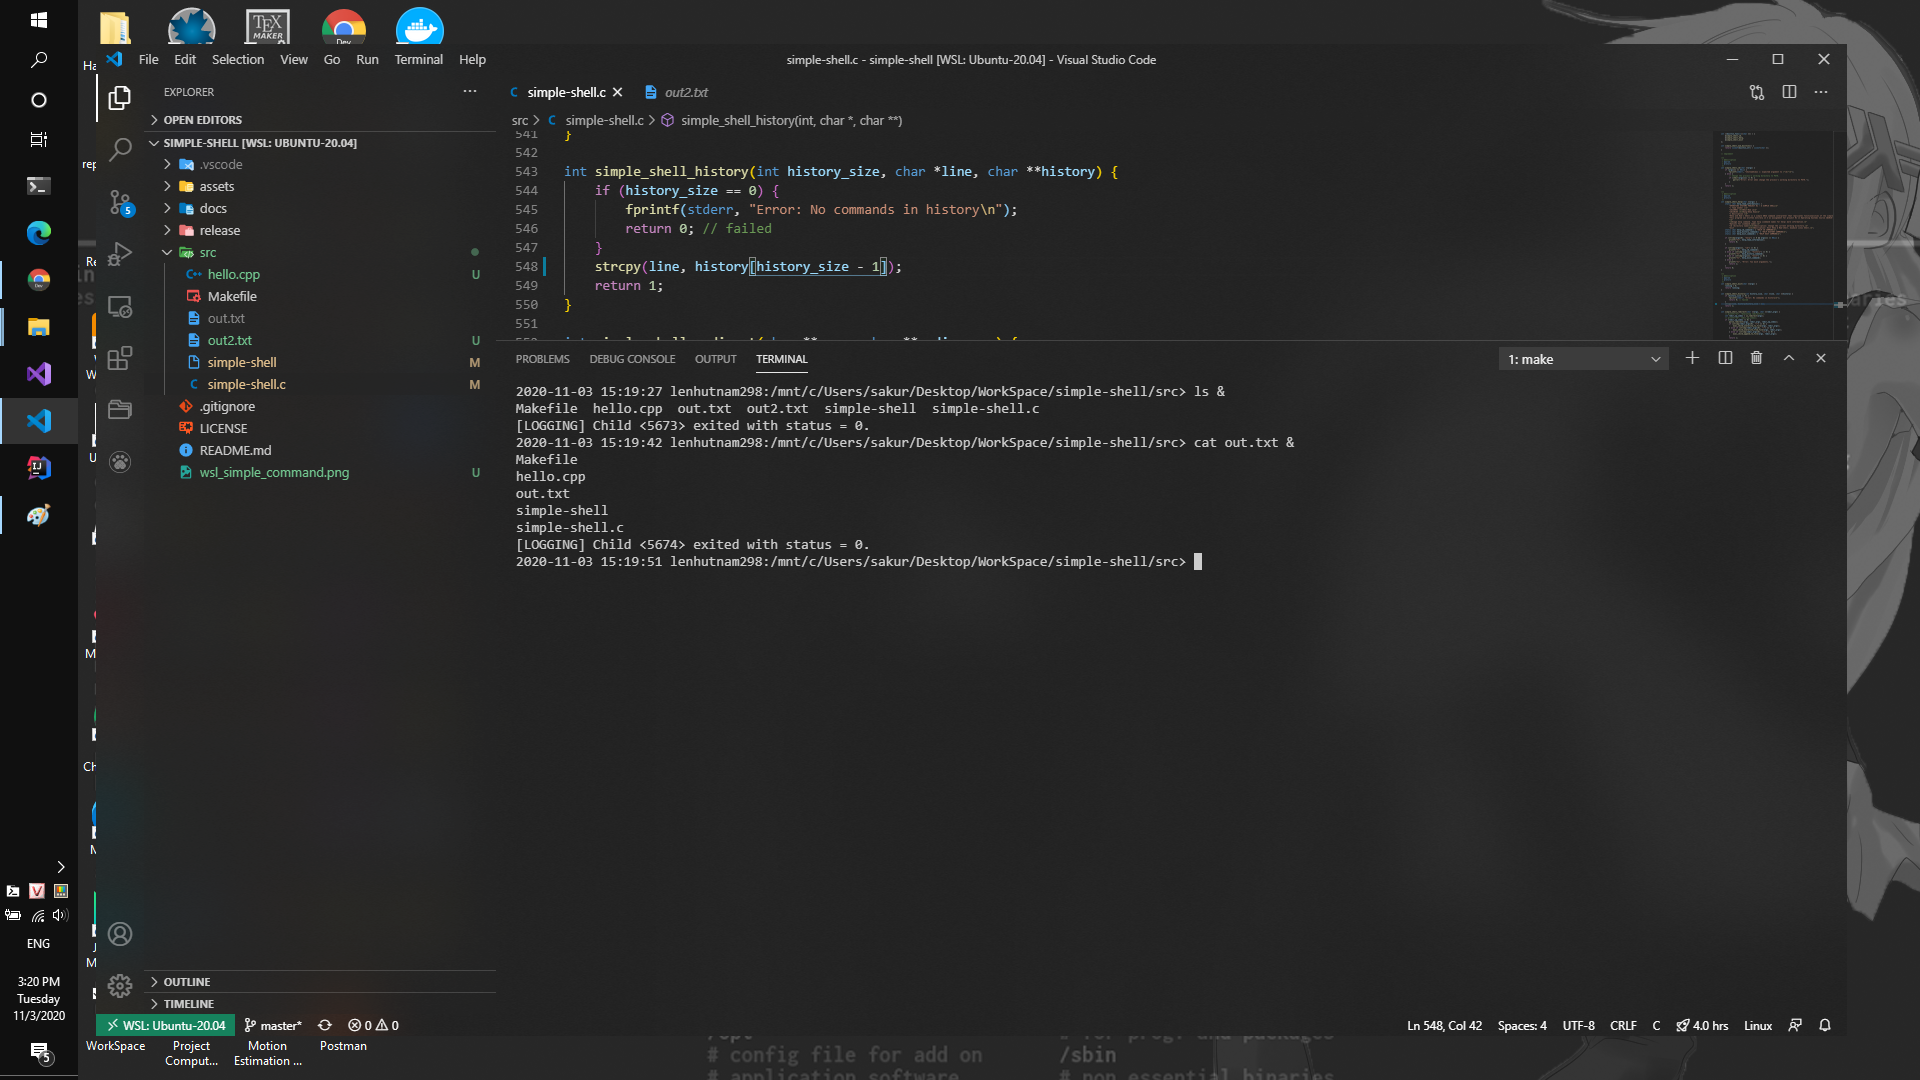 TEX
MAKER
Dev
File Edit Selection View Go Run Terminal Help
simple-shell.c - simple-shell [WSL: Ubuntu-20.04] - Visual Studio Code
EXPLORER
OPEN EDITORS
SIMPLE-SHELL [WSL: UBUNTU-20.04]
.vscode
assets
docs
release
src
hello.cpp U
Makefile
out.txt
out2.txt U
simple-shell M
simple-shell.c M
.gitignore
LICENSE
README.md
wsl_simple_command.png U
OUTLINE
TIMELINE
simple-shell.c
out2.txt
src > C simple-shell.c > simple_shell_history(int, char *, char **)
541 }
542
543 int simple_shell_history(int history_size, char *line, char **history) {
544 if (history_size == 0) {
545 fprintf(stderr, "Error: No commands in history\n");
546 return 0; // failed
547 }
548 strcpy(line, history[history_size - 1]);
549 return 1;
550 }
551
PROBLEMS DEBUG CONSOLE OUTPUT TERMINAL
1: make
2020-11-03 15:19:27 lenhutnam298:/mnt/c/Users/sakur/Desktop/WorkSpace/simple-shell/src> ls &
Makefile hello.cpp out.txt out2.txt simple-shell simple-shell.c
[LOGGING] Child <5673> exited with status = 0.
2020-11-03 15:19:42 lenhutnam298:/mnt/c/Users/sakur/Desktop/WorkSpace/simple-shell/src> cat out.txt &
Makefile
hello.cpp
out.txt
simple-shell
simple-shell.c
[LOGGING] Child <5674> exited with status = 0.
2020-11-03 15:19:51 lenhutnam298:/mnt/c/Users/sakur/Desktop/WorkSpace/simple-shell/src>
WSL: Ubuntu-20.04 master* 0 0
Ln 548, Col 42 Spaces: 4 UTF-8 CRLF C 4.0 hrs Linux
ENG
3:20 PM
Tuesday
11/3/2020
5
5
WorkSpace
Project
Comput...
Motion
Estimation ...
Postman
# config file for add on
# application software
/sbin
# non essential binaries